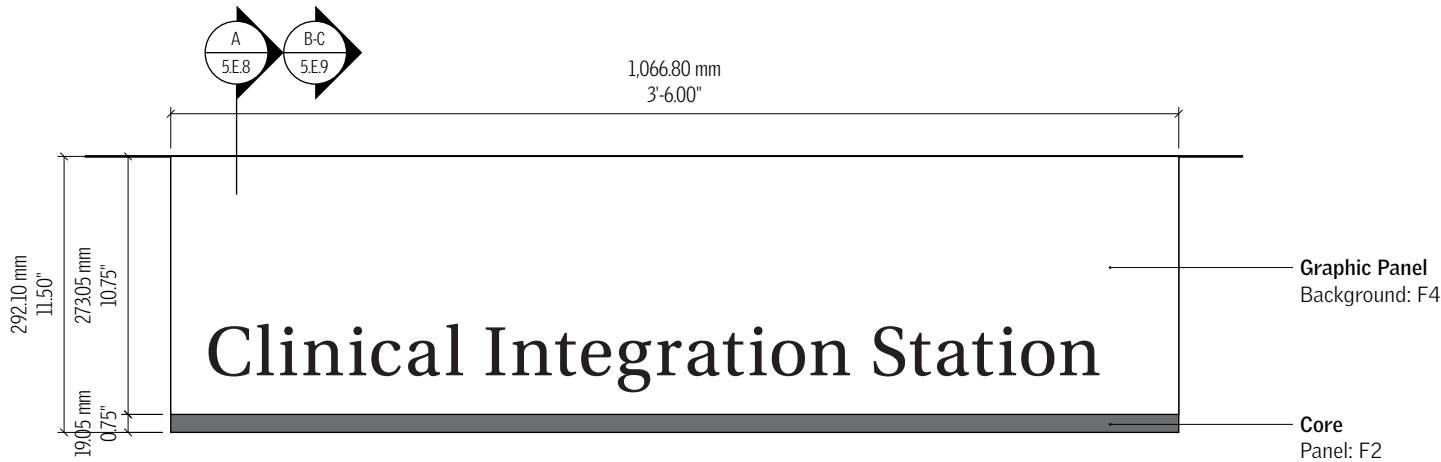 A
5.E.8
B-C
5.E.9
1,066.80 mm
3'-6.00"
292.10 mm
11.50"
273.05 mm
10.75"
Graphic Panel
Background: F4
Clinical Integration Station
19.05 mm
0.75"
Core
Panel: F2